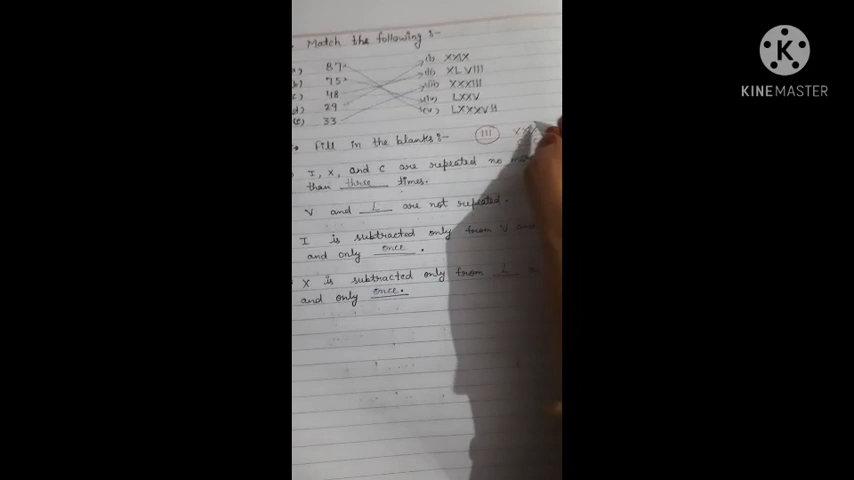 Match the following :-
87
(i) XXIX
b) 75
(ii) XLVIII
c) 48
(iii) XXXIII
d) 29
(iv) LXXV
(e) 33
(v) LXXXVII
Fill in the blanks :-
III
I, X, and C are repeated no
than three times.
V and L are not repeated.
I is subtracted only from V and
and only once.
X is subtracted only from L
and only once.
K
KINEMASTER